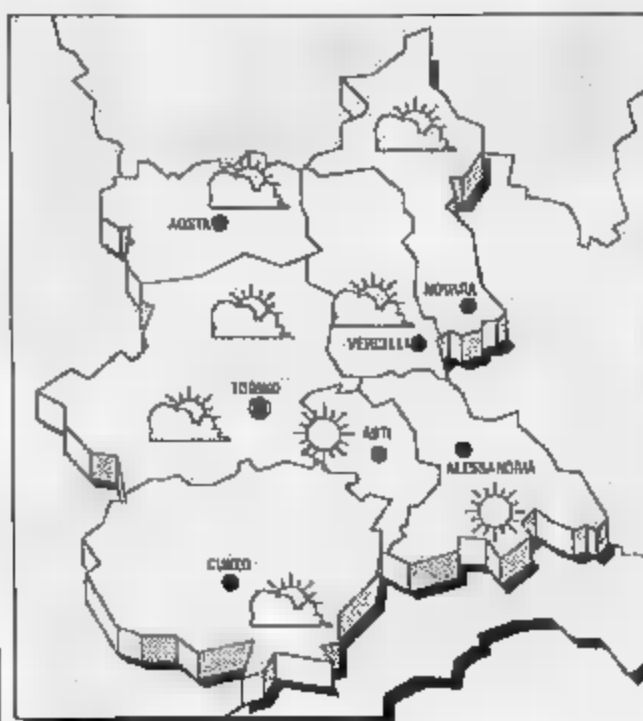 AOSTA
NOVARA
VERCELLI
TORINO
ASTI
ALESSANDRIA
CUNEO